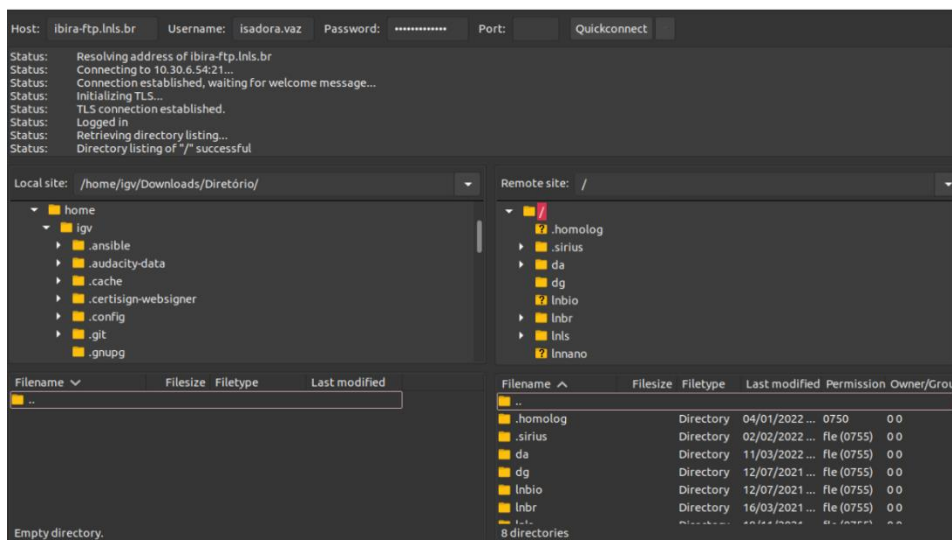 Host: ibira-ftp.lnls.br Username: isadora.vaz Password: ••••••••••••• Port: Quickconnect
Status: Resolving address of ibira-ftp.lnls.br
Status: Connecting to 10.30.6.54:21...
Status: Connection established, waiting for welcome message...
Status: Initializing TLS...
Status: TLS connection established.
Status: Logged in
Status: Retrieving directory listing...
Status: Directory listing of "/" successful
Local site: /home/igv/Downloads/Diretório/
home
igv
.ansible
.audacity-data
.cache
.certisign-websigner
.config
.git
.gnupg
Remote site: /
/
.homolog
.sirius
da
dg
lnbio
lnbr
lnls
lnnano
Filename Filesize Filetype Last modified
..
Empty directory.
Filename Filesize Filetype Last modified Permission Owner/Grou
..
.homolog Directory 04/01/2022 ... 0750 0 0
.sirius Directory 02/02/2022 ... fle (0755) 0 0
da Directory 11/03/2022 ... fle (0755) 0 0
dg Directory 12/07/2021 ... fle (0755) 0 0
lnbio Directory 12/07/2021 ... fle (0755) 0 0
lnbr Directory 16/03/2021 ... fle (0755) 0 0
8 directories